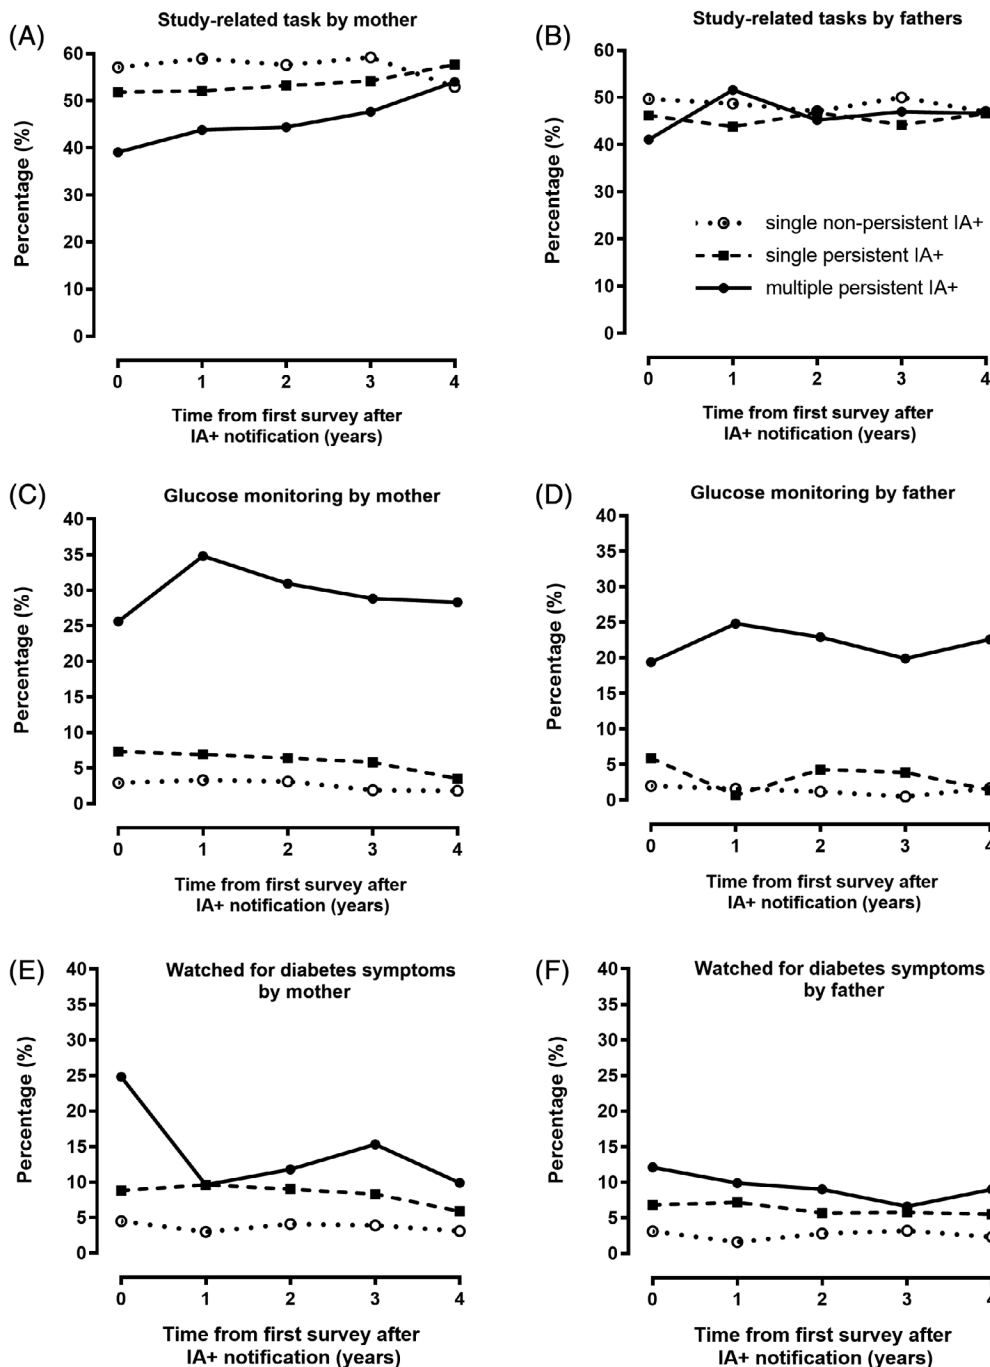 (A)
Study-related task by mother
Percentage (%)
60
50
40
30
20
10
0
0 1 2 3 4
Time from first survey after
IA+ notification (years)
(B)
Study-related tasks by fathers
Percentage (%)
60
50
40
30
20
10
0
single non-persistent IA+
single persistent IA+
multiple persistent IA+
0 1 2 3 4
Time from first survey after
IA+ notification (years)
(C)
Glucose monitoring by mother
Percentage (%)
40
35
30
25
20
15
10
5
0
0 1 2 3 4
Time from first survey after
IA+ notification (years)
(D)
Glucose monitoring by father
Percentage (%)
40
35
30
25
20
15
10
5
0
0 1 2 3 4
Time from first survey after
IA+ notification (years)
(E)
Watched for diabetes symptoms
by mother
Percentage (%)
40
35
30
25
20
15
10
5
0
0 1 2 3 4
Time from first survey after
IA+ notification (years)
(F)
Watched for diabetes symptoms
by father
Percentage (%)
40
35
30
25
20
15
10
5
0
0 1 2 3 4
Time from first survey after
IA+ notification (years)